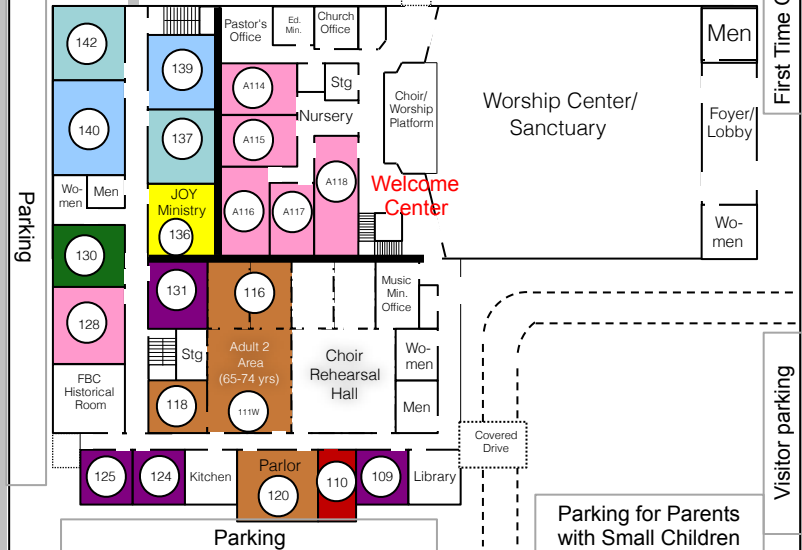 142
140
Wo-
men
Men
130
128
FBC
Historical
Room
Parking
139
137
JOY
Ministry
136
131
Stg
118
Pastor's
Office
Ed.
Min.
Church
Office
A114
Stg
Nursery
A115
A116
A117
A118
Choir/
Worship
Platform
Welcome
Center
Worship Center/
Sanctuary
Men
Foyer/
Lobby
Wo-
men
First Time
116
Adult 2
Area
(65-74 yrs)
111W
Choir
Rehearsal
Hall
Music
Min.
Office
Wo-
men
Men
125
124
Kitchen
Parlor
120
110
109
Library
Covered
Drive
Visitor parking
Parking
Parking for Parents
with Small Children